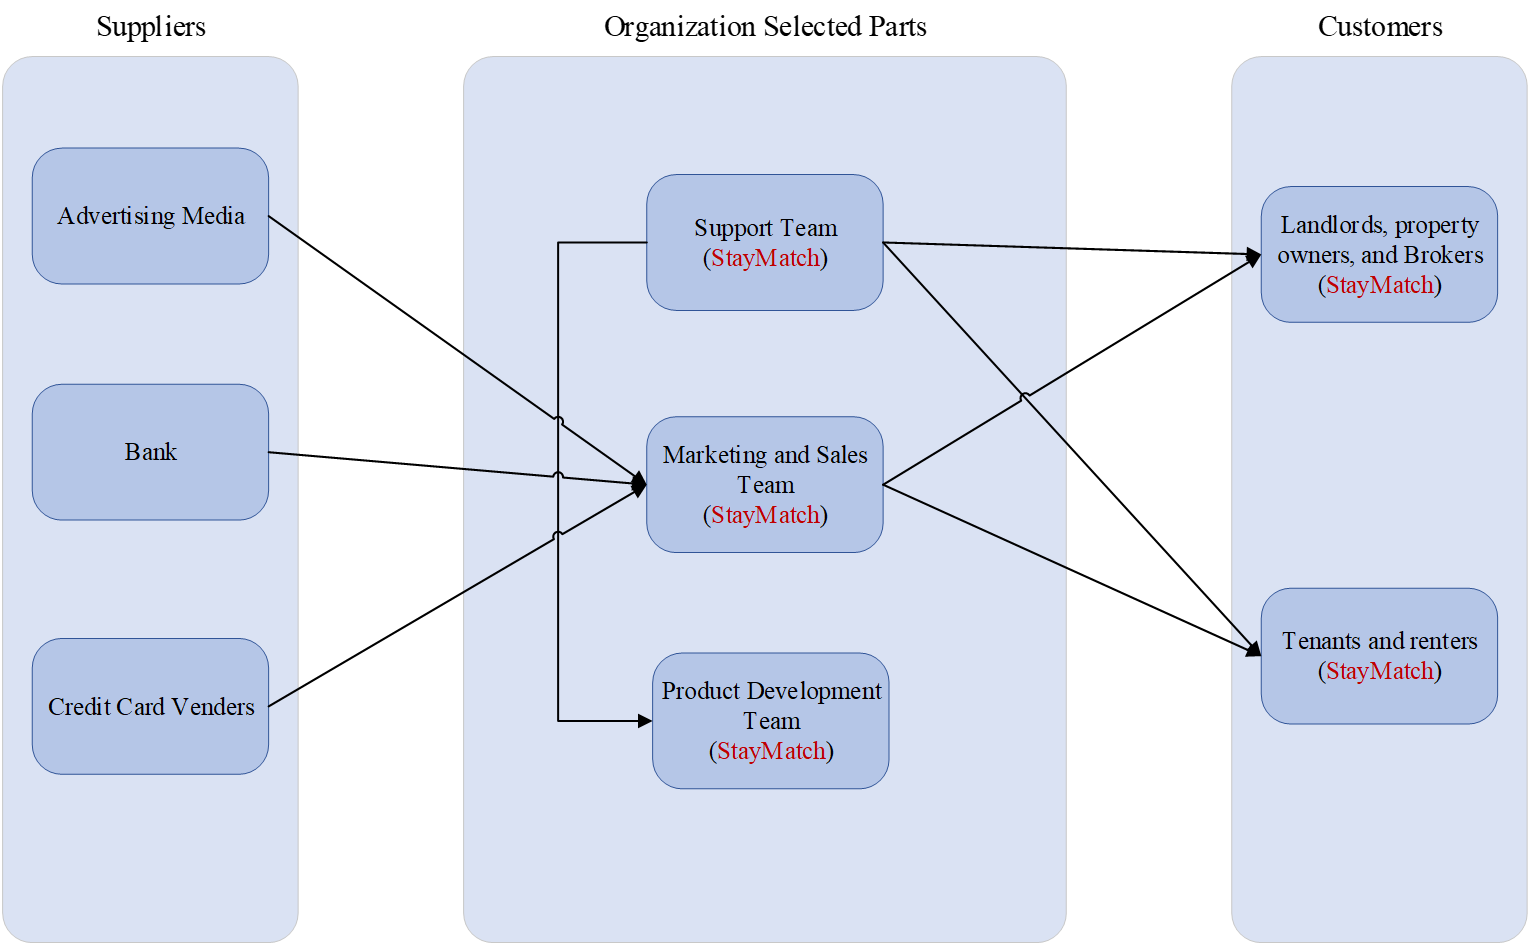 Suppliers
Organization Selected Parts
Customers
Advertising Media
Bank
Credit Card Venders
Support Team
(StayMatch)
Marketing and Sales
Team
(StayMatch)
Product Development
Team
(StayMatch)
Landlords, property
owners, and Brokers
(StayMatch)
Tenants and renters
(StayMatch)